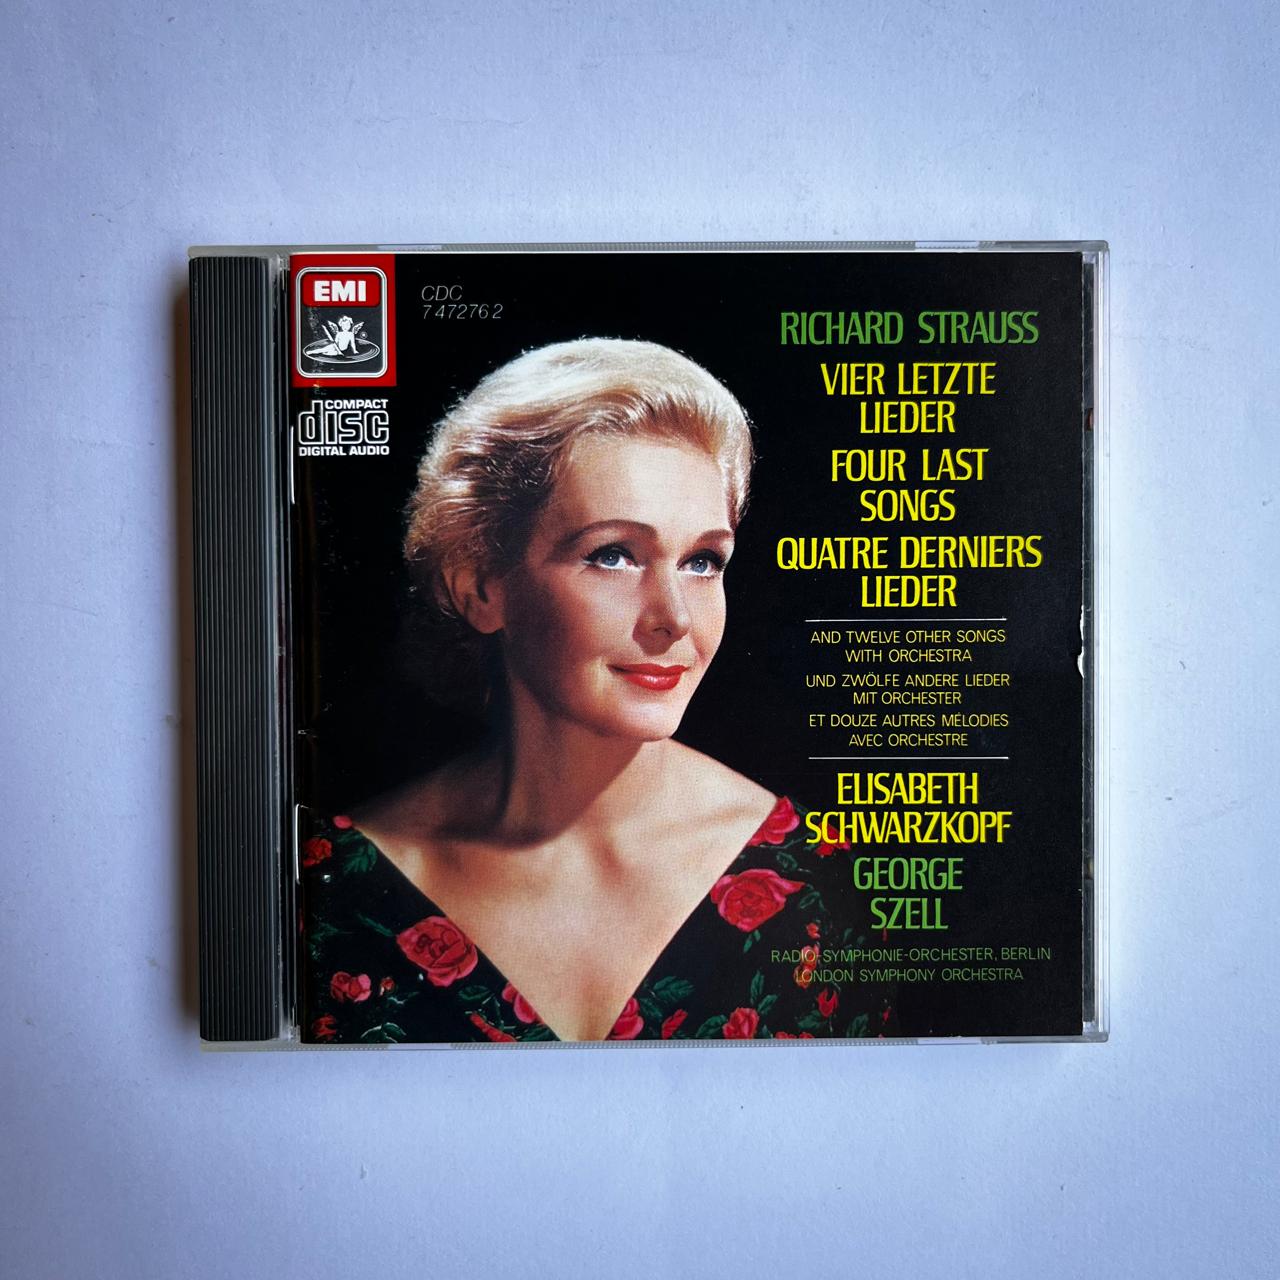 EMI
CDC
7 47276 2
COMPACT
disc
DIGITAL AUDIO
RICHARD STRAUSS
VIER LETZTE
LIEDER
FOUR LAST
SONGS
QUATRE DERNIERS
LIEDER
AND TWELVE OTHER SONGS
WITH ORCHESTRA
UND ZWÖLFE ANDERE LIEDER
MIT ORCHESTER
ET DOUZE AUTRES MÉLODIES
AVEC ORCHESTRE
ELISABETH
SCHWARZKOPF
GEORGE
SZELL
RADIO-SYMPHONIE-ORCHESTER, BERLIN
LONDON SYMPHONY ORCHESTRA